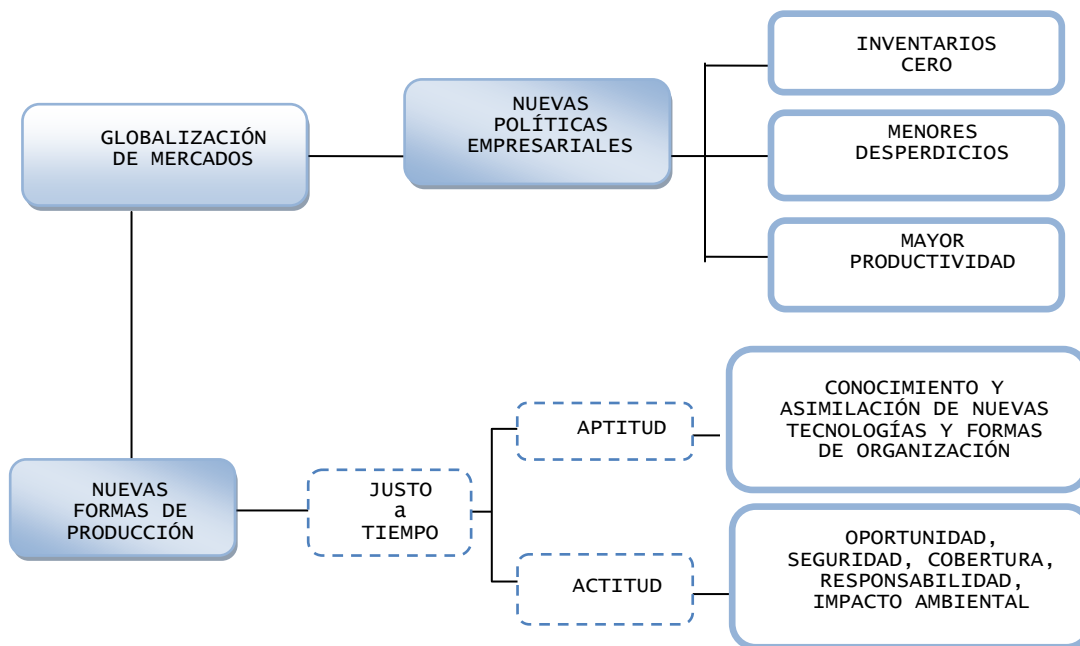 GLOBALIZACIÓN
DE MERCADOS
NUEVAS
POLÍTICAS
EMPRESARIALES
INVENTARIOS
CERO
MENORES
DESPERDICIOS
MAYOR
PRODUCTIVIDAD
NUEVAS
FORMAS DE
PRODUCCIÓN
JUSTO
a
TIEMPO
APTITUD
CONOCIMIENTO Y
ASIMILACIÓN DE NUEVAS
TECNOLOGÍAS Y FORMAS
DE ORGANIZACIÓN
ACTITUD
OPORTUNIDAD,
SEGURIDAD, COBERTURA,
RESPONSABILIDAD,
IMPACTO AMBIENTAL